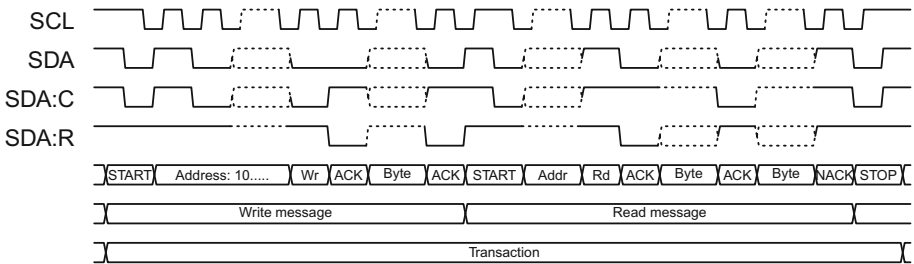 SCL
SDA
SDA:C
SDA:R
START Address: 10..... Wr ACK Byte ACK START Addr Rd ACK Byte ACK Byte NACK STOP
Write message Read message
Transaction